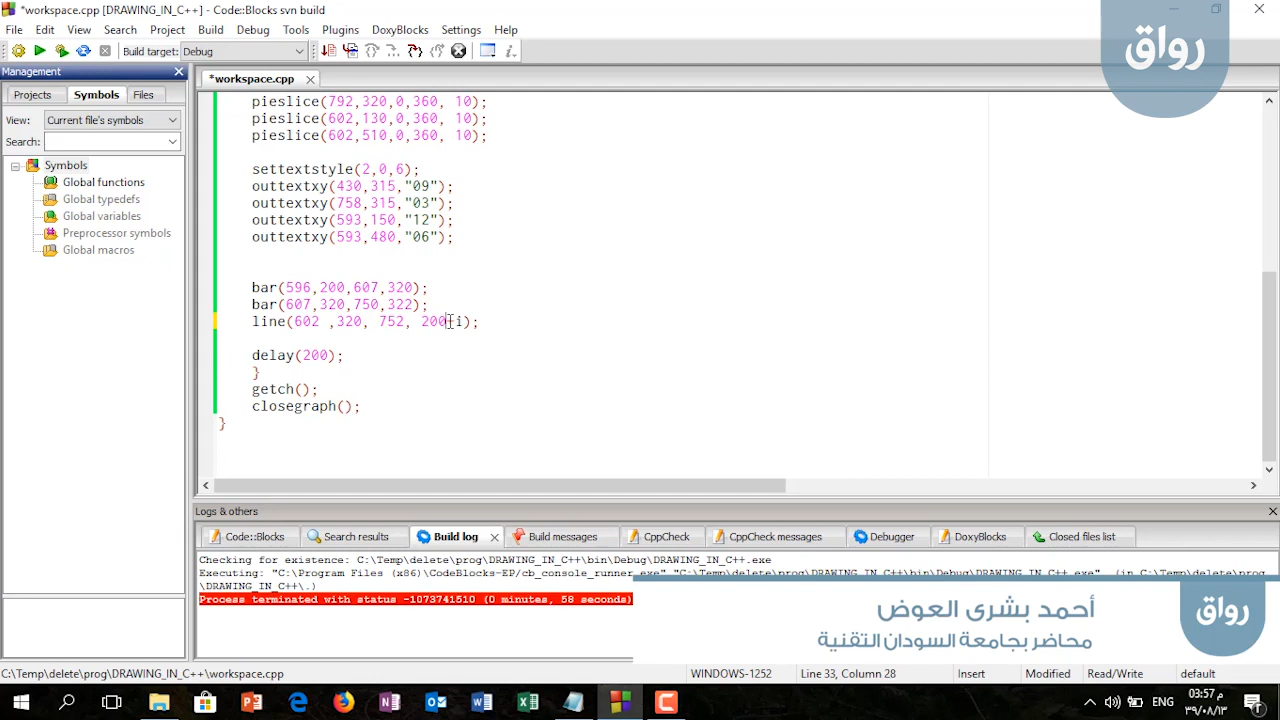 *workspace.cpp [DRAWING_IN_C++] - Code::Blocks svn build
رواق
File Edit View Search Project Build Debug Tools Plugins DoxyBlocks Settings Help
Build target: Debug
Management
*workspace.cpp
Projects Symbols Files
View: Current file's symbols
Search:
Symbols
Global functions
Global typedefs
Global variables
Preprocessor symbols
Global macros
pieslice(792,320,0,360, 10);
pieslice(602,130,0,360, 10);
pieslice(602,510,0,360, 10);
settextstyle(2,0,6);
outtextxy(430,315,"09");
outtextxy(758,315,"03");
outtextxy(593,150,"12");
outtextxy(593,480,"06");
bar(596,200,607,320);
bar(607,320,750,322);
line(602 ,320, 752, 200+i);
delay(200);
}
getch();
closegraph();
}
Logs & others
Code::Blocks Search results Build log Build messages CppCheck CppCheck messages Debugger DoxyBlocks Closed files list
Checking for existence: C:\Temp\delete\prog\DRAWING_IN_C++\bin\Debug\DRAWING_IN_C++.exe
Executing: "C:\Program Files (x86)\CodeBlocks-EP/cb_console_runner.exe" "C:\Temp\delete\prog\DRAWING_IN_C++\bin\Debug\DRAWING_IN_C++.exe" (in C:\Temp\delete\prog
\DRAWING_IN_C++\.)
Process terminated with status -1073741510 (0 minutes, 58 seconds)
أحمد بشرى العوض
محاضر بجامعة السودان التقنية
رواق
C:\Temp\delete\prog\DRAWING_IN_C++\workspace.cpp WINDOWS-1252 Line 33, Column 28 Insert Modified Read/Write default
ENG
03:57 م
٣٩/٠٨/١٣